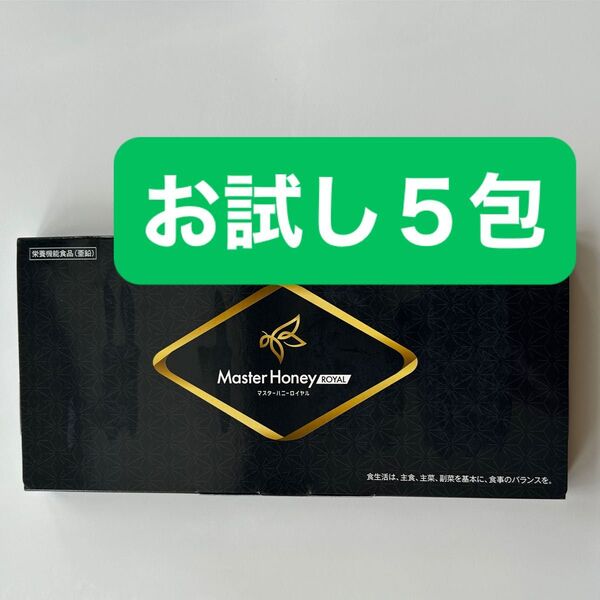 お試し５包
栄養機能食品(亜鉛)
Master Honey ROYAL
マスターハニーロイヤル
食生活は、主食、主菜、副菜を基本に、食事のバランスを。